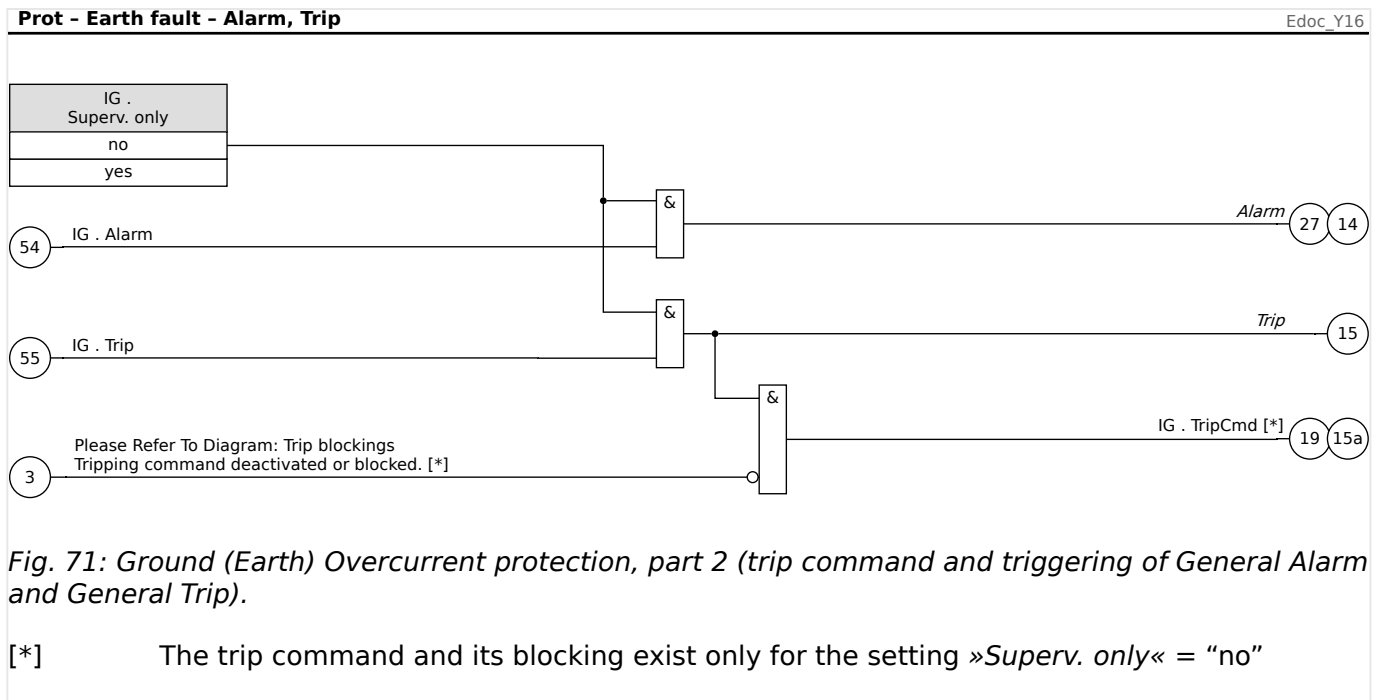 Prot – Earth fault – Alarm, Trip
Edoc_Y16
IG .
Superv. only
no
yes
&
Alarm
27
14
54
IG . Alarm
&
Trip
15
55
IG . Trip
&
IG . TripCmd [*]
19
15a
Please Refer To Diagram: Trip blockings
Tripping command deactivated or blocked. [*]
3
Fig. 71: Ground (Earth) Overcurrent protection, part 2 (trip command and triggering of General Alarm
and General Trip).
[*] The trip command and its blocking exist only for the setting »Superv. only« = “no”